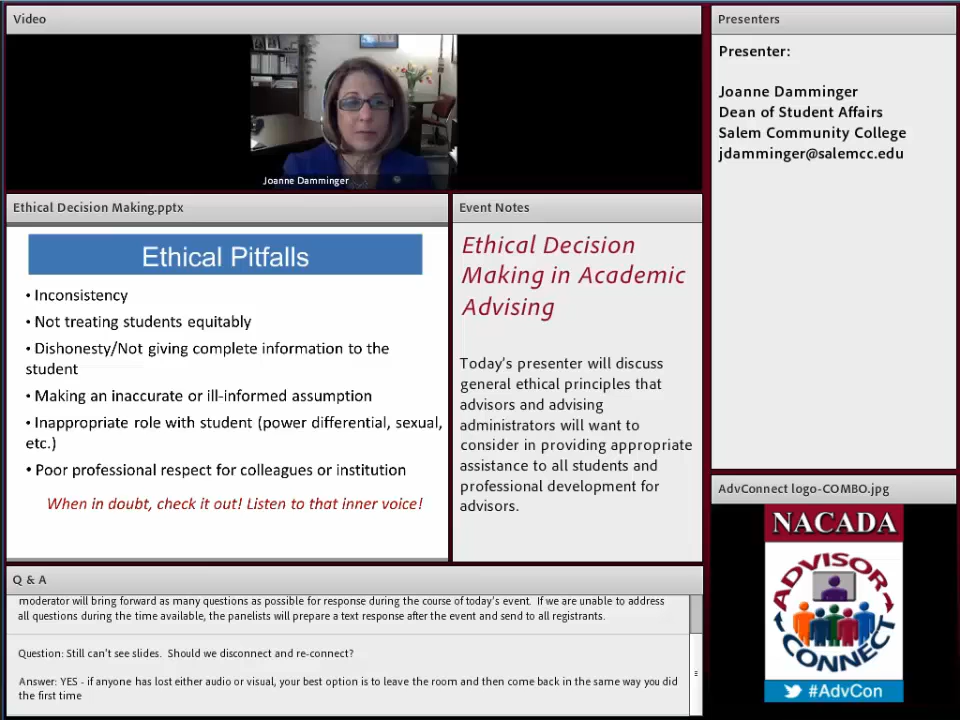 Video
Joanne Damminger
Presenters
Presenter:
Joanne Damminger
Dean of Student Affairs
Salem Community College
jdamminger@salemcc.edu
Ethical Decision Making.pptx
Ethical Pitfalls
• Inconsistency
• Not treating students equitably
• Dishonesty/Not giving complete information to the
student
• Making an inaccurate or ill-informed assumption
• Inappropriate role with student (power differential, sexual,
etc.)
• Poor professional respect for colleagues or institution
When in doubt, check it out! Listen to that inner voice!
Event Notes
Ethical Decision
Making in Academic
Advising
Today's presenter will discuss
general ethical principles that
advisors and advising
administrators will want to
consider in providing appropriate
assistance to all students and
professional development for
advisors.
AdvConnect logo-COMBO.jpg
NACADA
ADVISOR
CONNECT
#AdvCon
Q & A
moderator will bring forward as many questions as possible for response during the course of today's event. If we are unable to address
all questions during the time available, the panelists will prepare a text response after the event and send to all registrants.
Question: Still can't see slides. Should we disconnect and re-connect?
Answer: YES - if anyone has lost either audio or visual, your best option is to leave the room and then come back in the same way you did
the first time